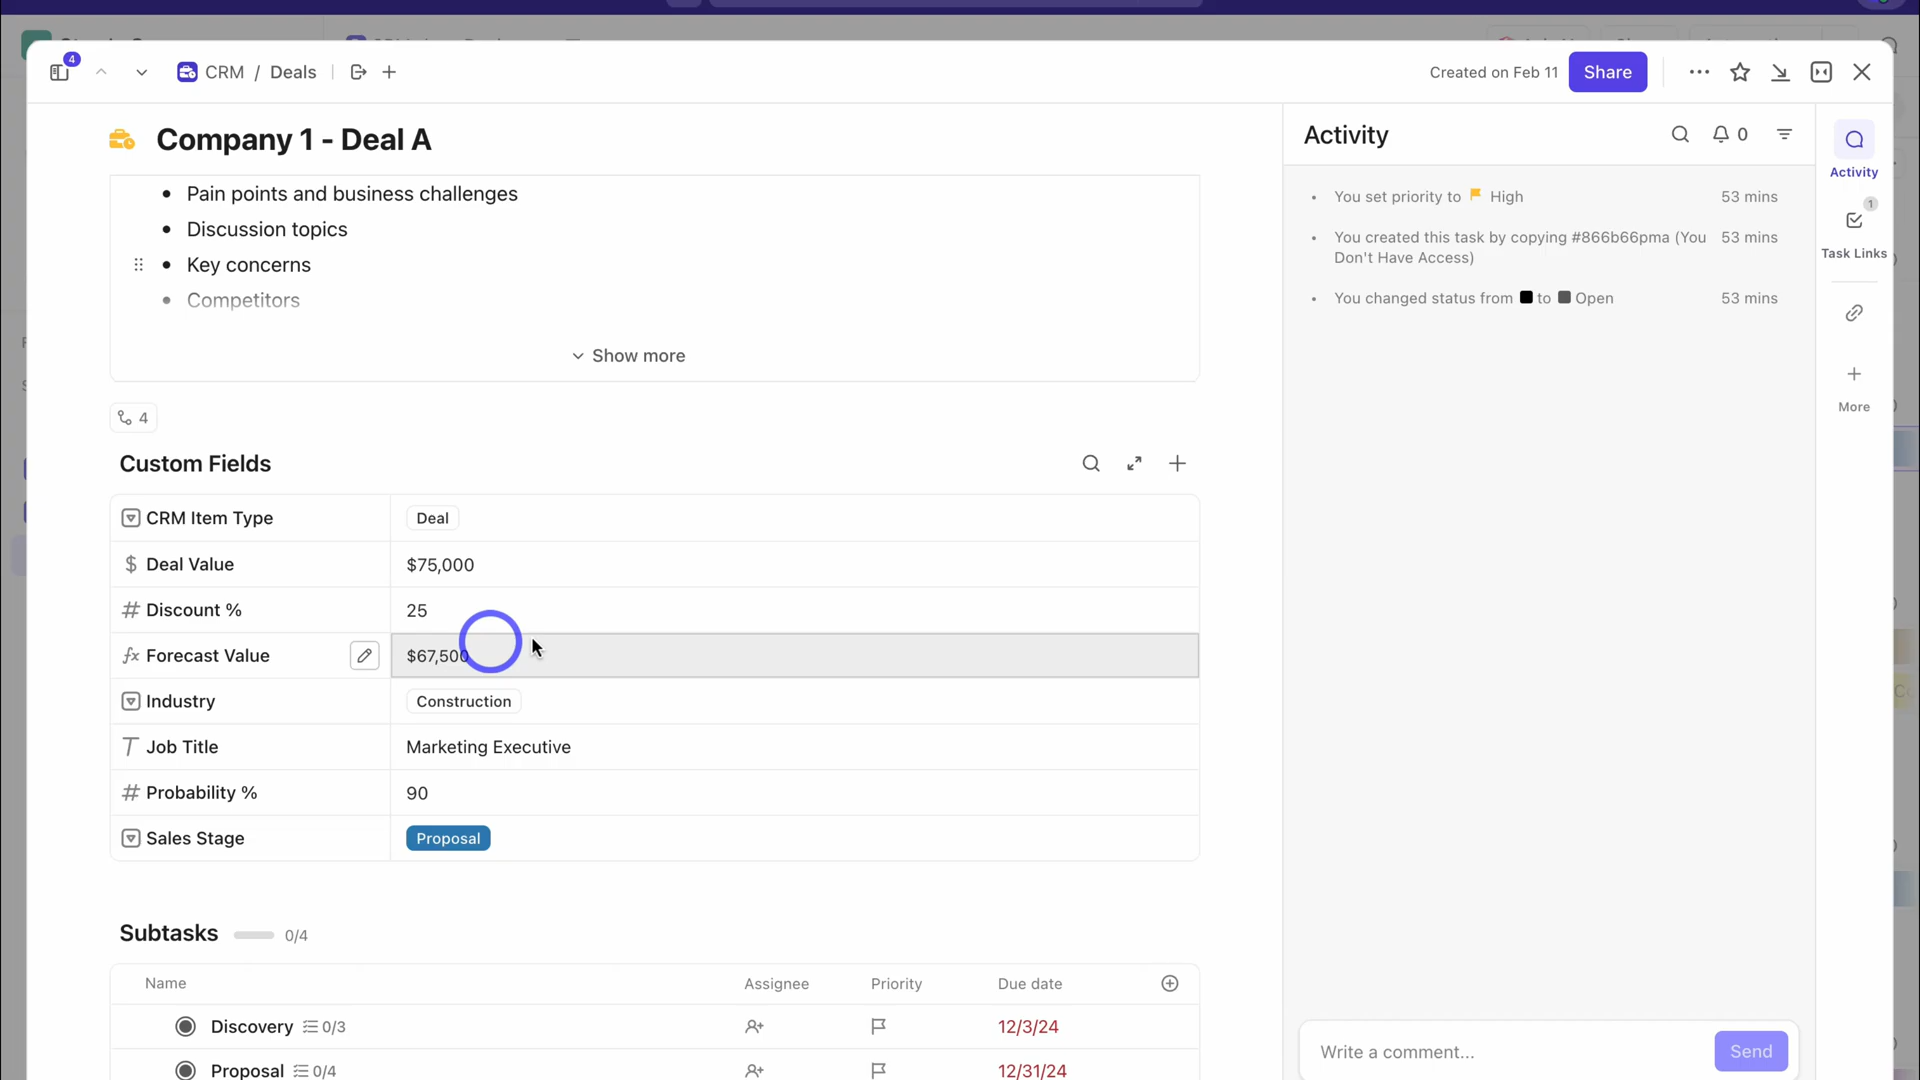 4
CRM / Deals
Created on Feb 11
Share
Company 1 - Deal A
Pain points and business challenges
Discussion topics
Key concerns
Competitors
Show more
4
Custom Fields
CRM Item Type
Deal
Deal Value
$75,000
Discount %
25
Forecast Value
$67,500
Industry
Construction
Job Title
Marketing Executive
Probability %
90
Sales Stage
Proposal
Subtasks
0/4
Name
Assignee
Priority
Due date
Discovery
0/3
12/3/24
Proposal
0/4
12/31/24
Activity
0
You set priority to High
53 mins
You created this task by copying #866b66pma (You
53 mins
Don't Have Access)
You changed status from to Open
53 mins
Write a comment...
Send
Activity
1
Task Links
More